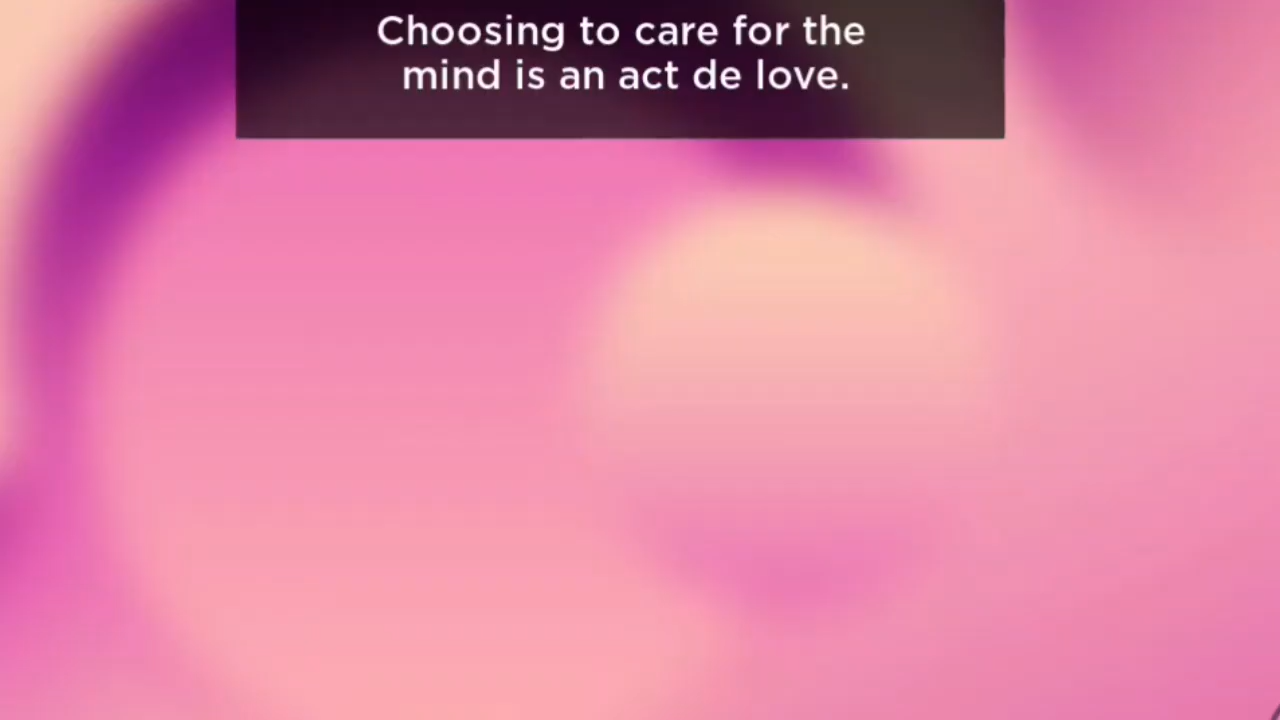 Choosing to care for the
mind is an act de love.